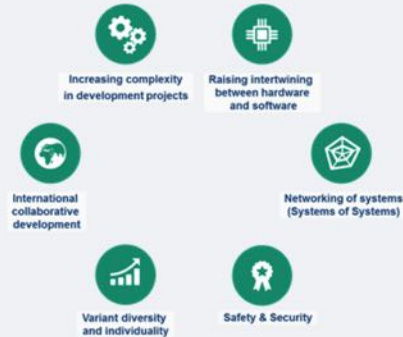 Increasing complexity
in development projects
Raising intertwining
between hardware
and software
International
collaborative
development
Networking of systems
(Systems of Systems)
Variant diversity
and individuality
Safety & Security